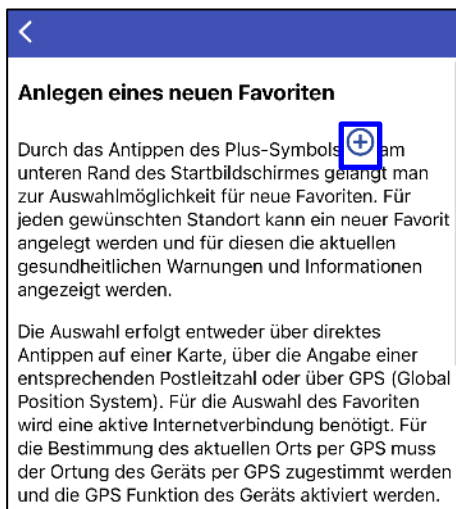 Anlegen eines neuen Favoriten
Durch das Antippen des Plus-Symbols am
unteren Rand des Startbildschirmes gelangt man
zur Auswahlmöglichkeit für neue Favoriten. Für
jeden gewünschten Standort kann ein neuer Favorit
angelegt werden und für diesen die aktuellen
gesundheitlichen Warnungen und Informationen
angezeigt werden.
Die Auswahl erfolgt entweder über direktes
Antippen auf einer Karte, über die Angabe einer
entsprechenden Postleitzahl oder über GPS (Global
Position System). Für die Auswahl des Favoriten
wird eine aktive Internetverbindung benötigt. Für
die Bestimmung des aktuellen Orts per GPS muss
der Ortung des Geräts per GPS zugestimmt werden
und die GPS Funktion des Geräts aktiviert werden.